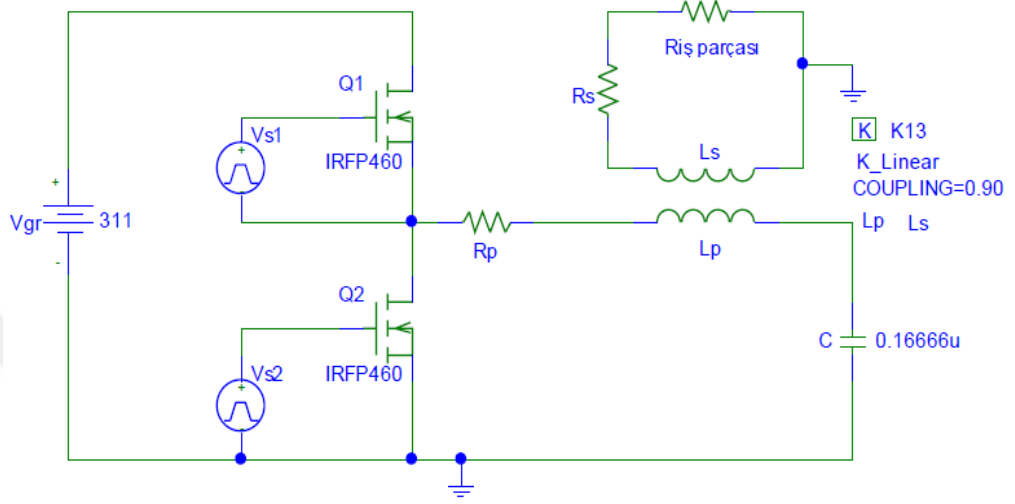 Riş parçası
Q1
Rs
Vs1
+
-
IRFP460
K K13
Ls
K_Linear
COUPLING=0.90
+
Vgr 311
-
Lp Ls
Rp
Lp
Q2
C 0.16666u
Vs2
+
-
IRFP460